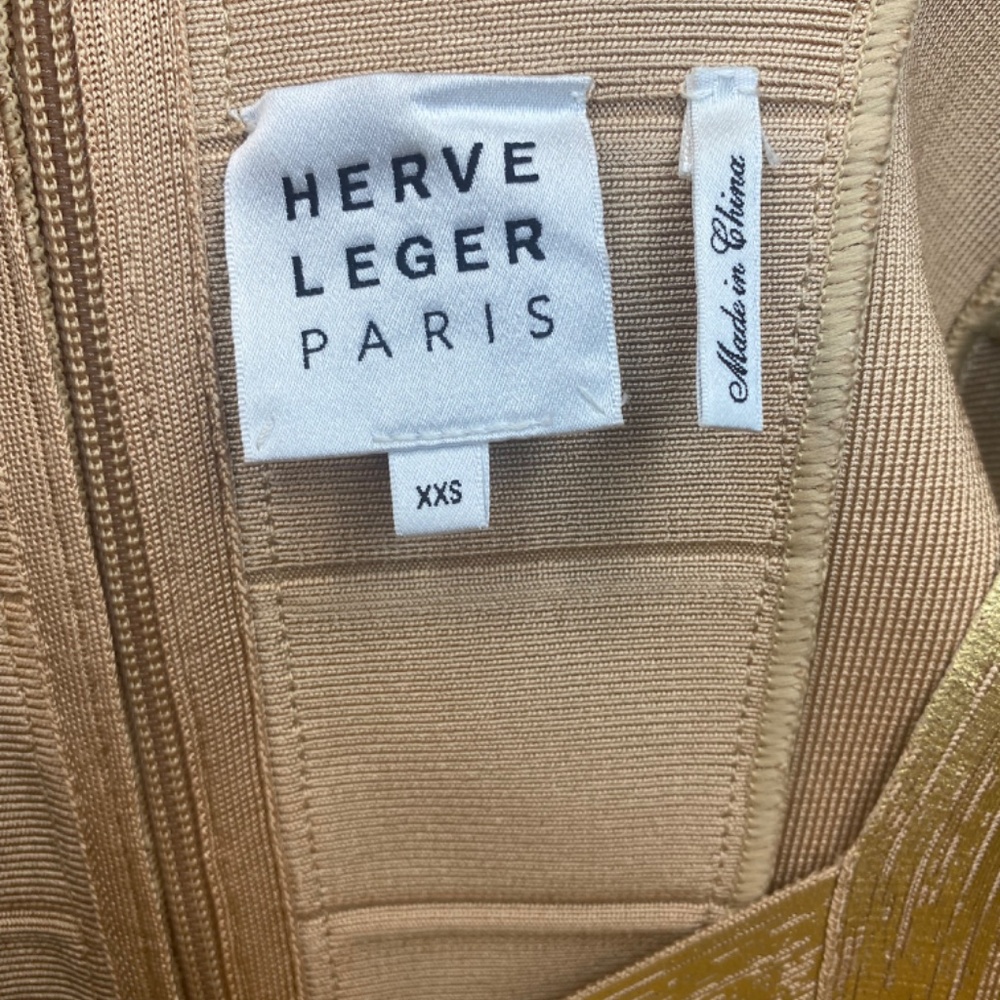 HERVE
LEGER
PARIS
XXS
Made in China